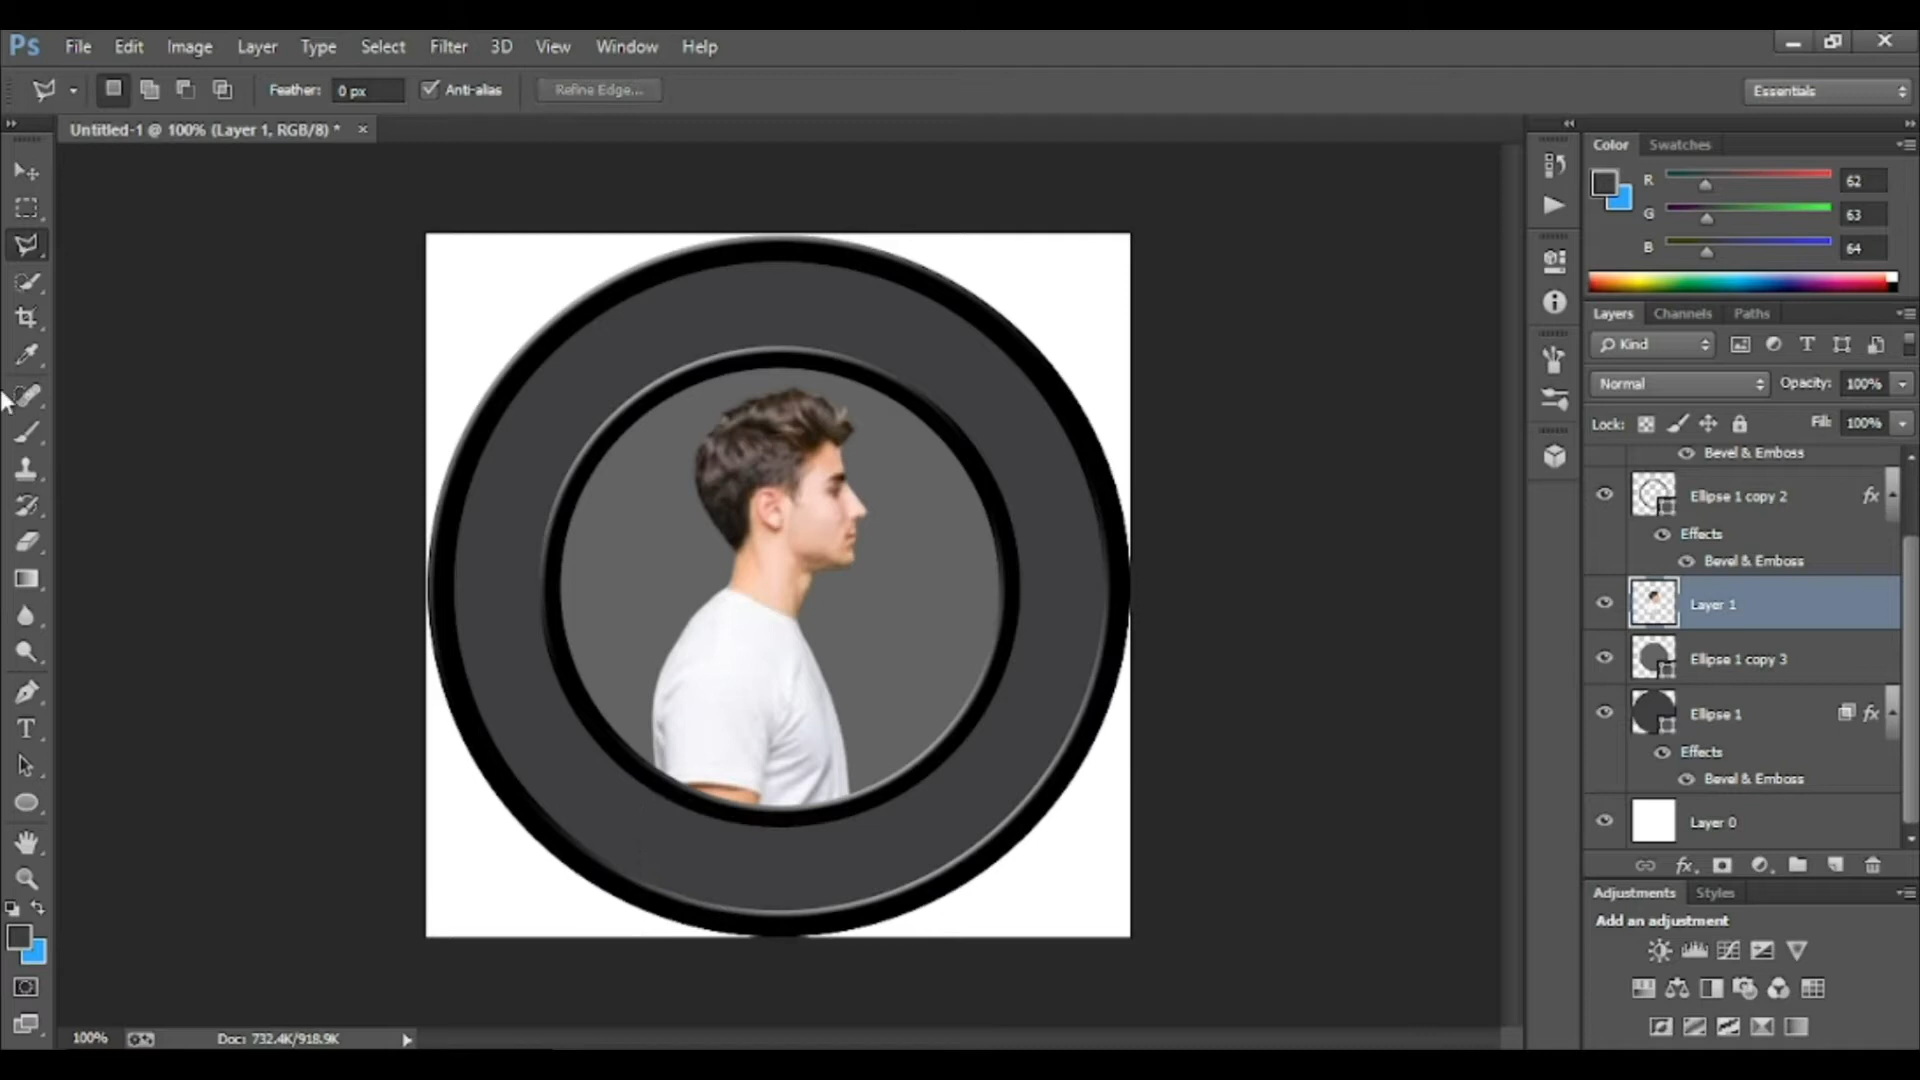 Ps File Edit Image Layer Type Select Filter 3D View Window Help
Feather: 0 px Anti-alias Refine Edge... Essentials
Untitled-1 @ 100% (Layer 1, RGB/8) *
Color Swatches
R 62
G 63
B 64
Layers Channels Paths
Kind
Normal Opacity: 100%
Lock: Fill: 100%
Bevel & Emboss
Ellipse 1 copy 2 fx
Effects
Bevel & Emboss
Layer 1
Ellipse 1 copy 3
Ellipse 1 fx
Effects
Bevel & Emboss
Layer 0
fx
Adjustments Styles
Add an adjustment
100% Doc: 732.4K/918.9K